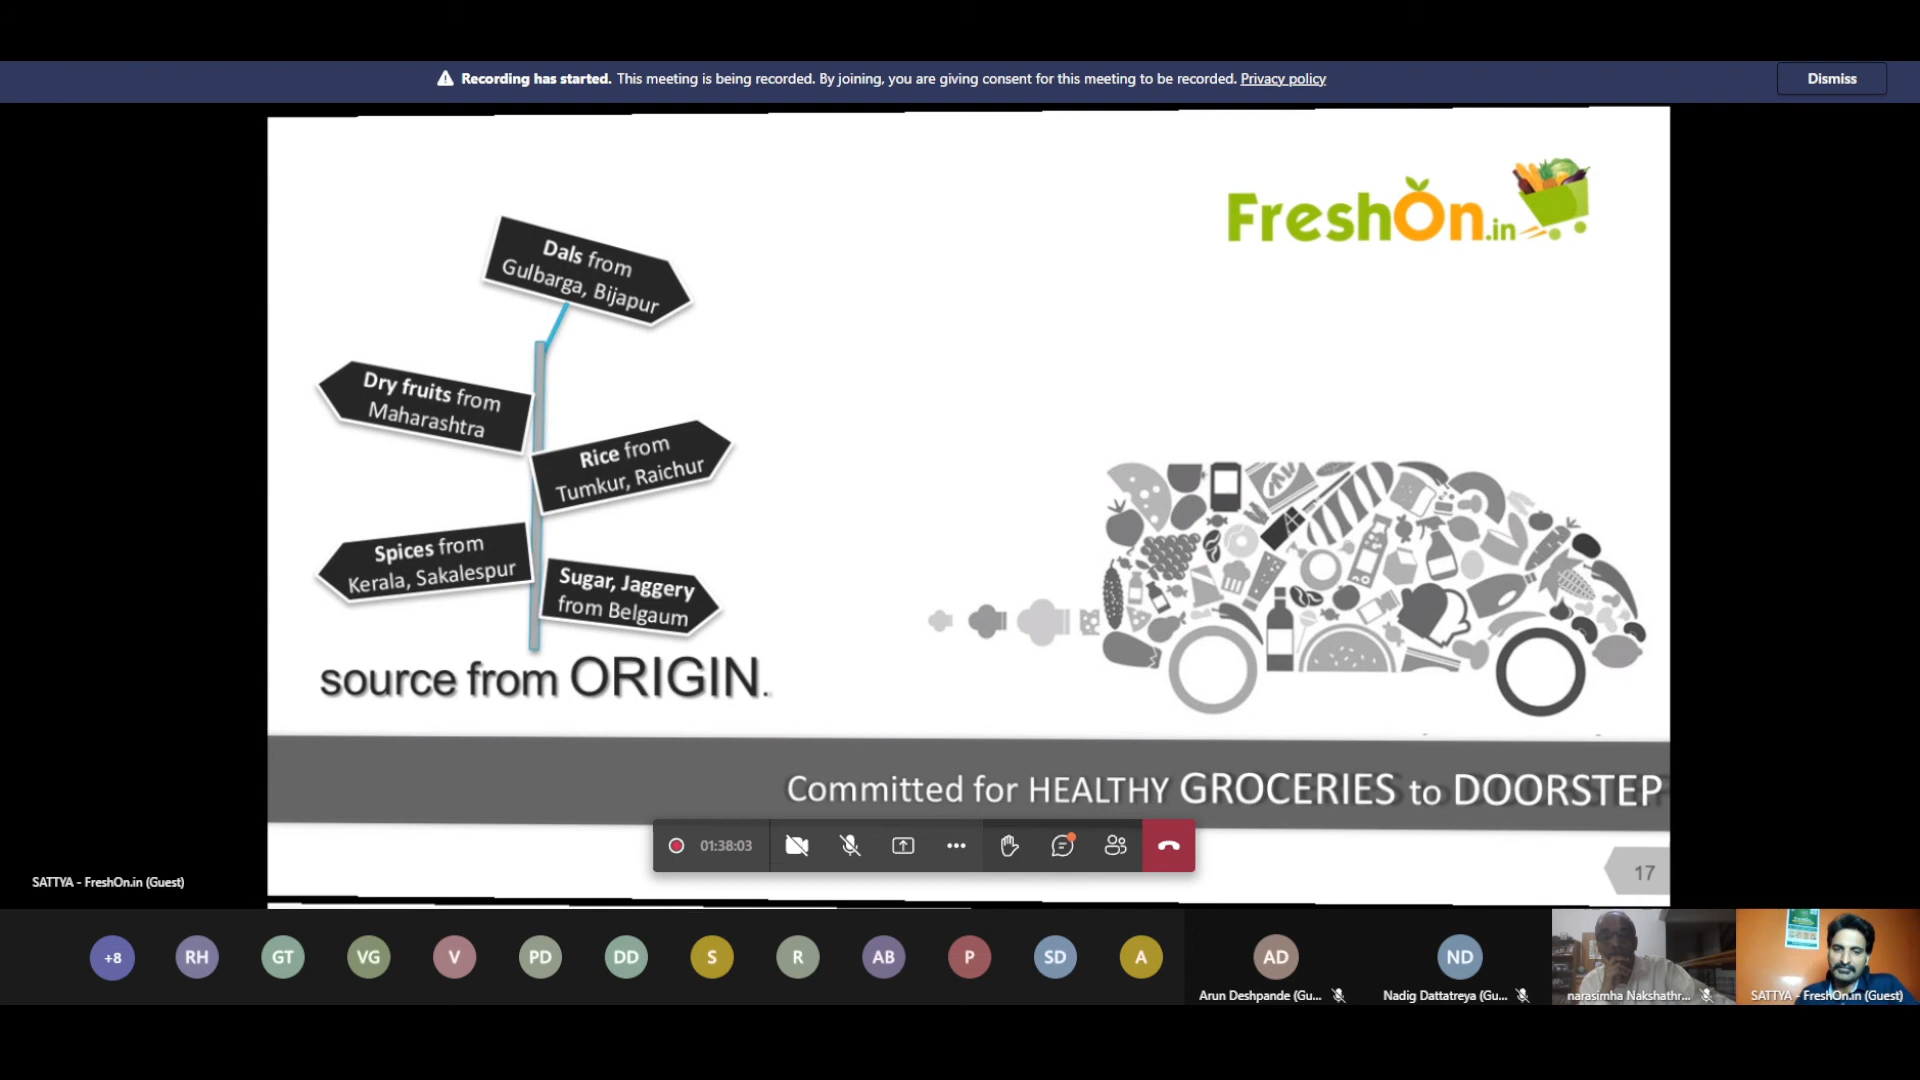 Recording has started. This meeting is being recorded. By joining, you are giving consent for this meeting to be recorded. Privacy policy
Dismiss
FreshOn.in
Dals from
Gulbarga, Bijapur
Dry fruits from
Maharashtra
Rice from
Tumkur, Raichur
Spices from
Kerala, Sakalespur
Sugar, Jaggery
from Belgaum
source from ORIGIN.
Committed for HEALTHY GROCERIES to DOORSTEP
01:38:03
17
SATTYA - FreshOn.in (Guest)
+8
RH
GT
VG
V
PD
DD
S
R
AB
P
SD
A
AD
Arun Deshpande (Gu...
ND
Nadig Dattatreya (Gu...
narasimha Nakshathr...
SATTYA - FreshOn.in (Guest)